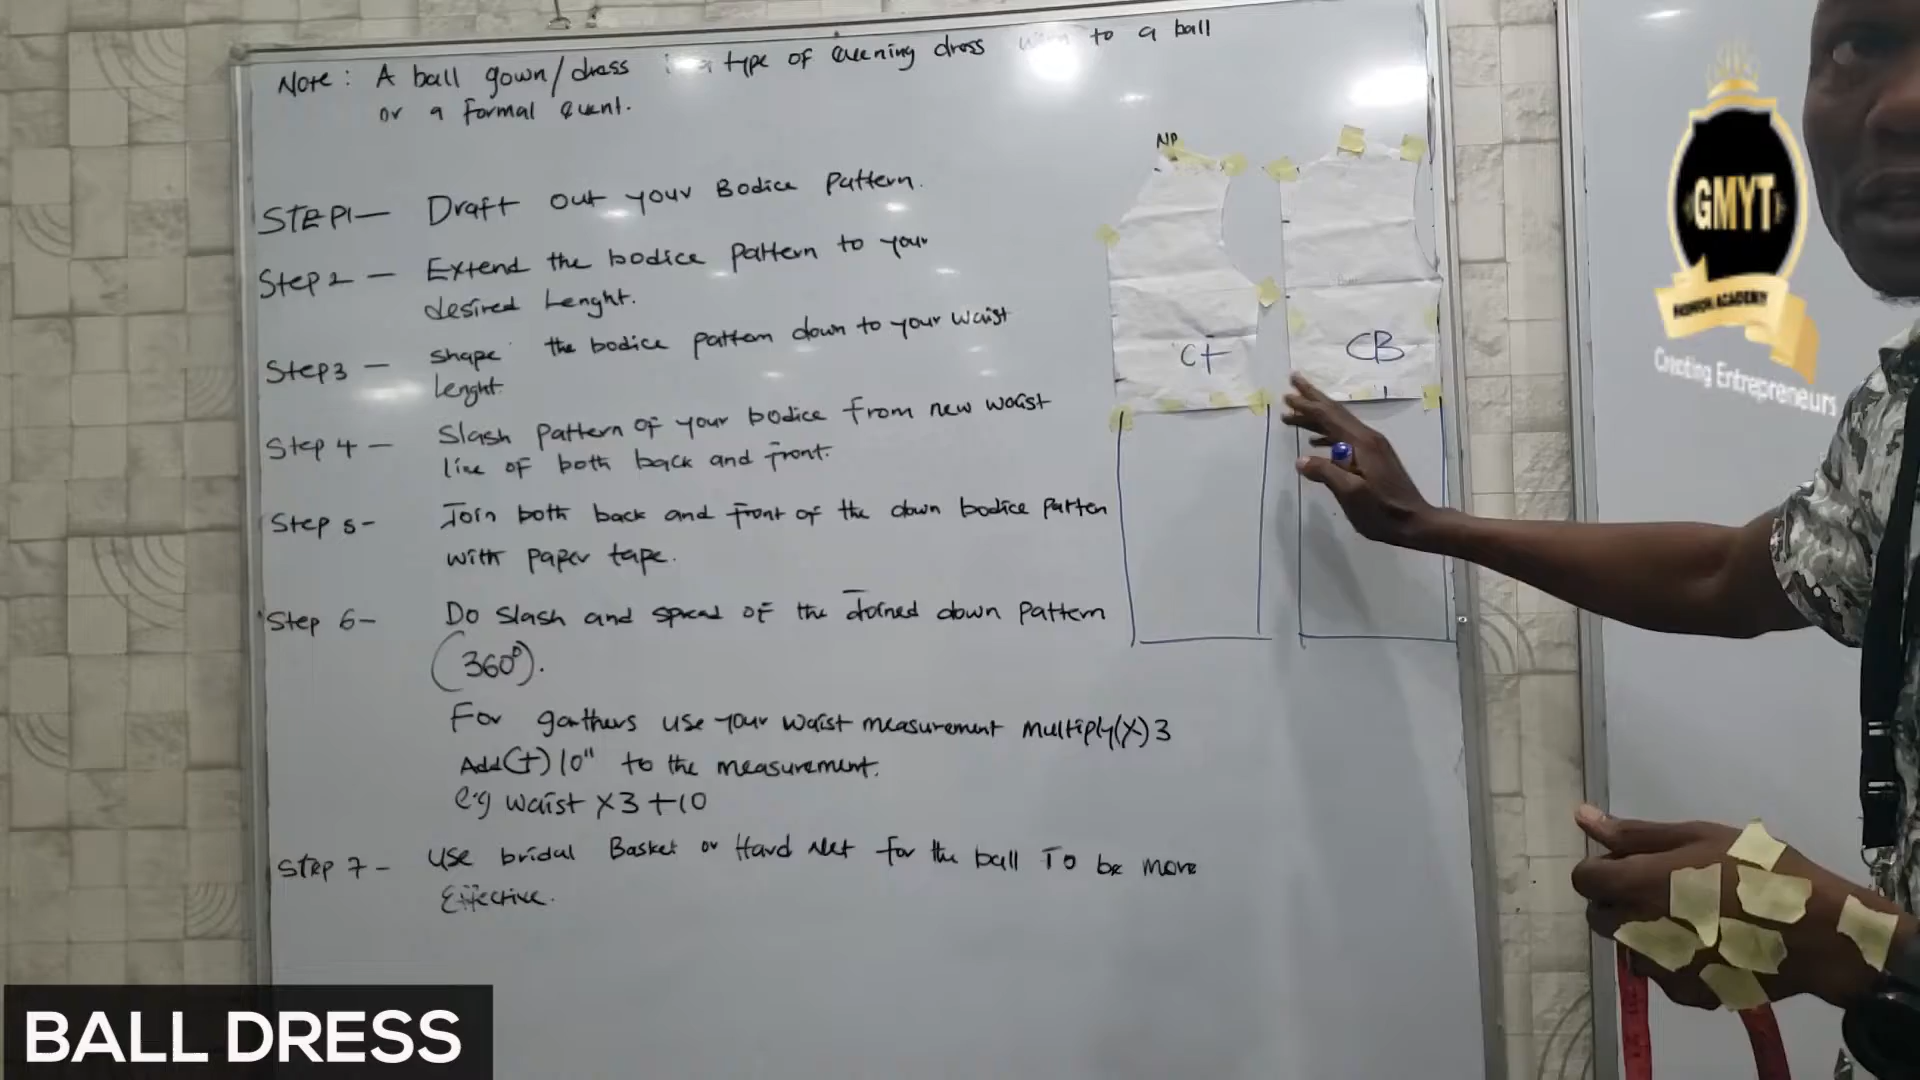 Note: A ball gown/dress is a type of evening dress to a ball
or a formal event.
STEP1— Draft out your Bodice Pattern.
Step 2 — Extend the bodice pattern to your
desired Lenght.
Step3 — shape the bodice pattern down to your waist
lenght
Step 4 — Slash pattern of your bodice from new waist
line of both back and front.
Step 5- Join both back and front of the down bodice patten
with paper tape.
Step 6- Do slash and spread of the Joined down pattern
(360°).
For gathers use your waist measurement multiply(X)3
Add(+)10" to the measurement.
e.g waist X3+10
Step 7- Use bridal Basket or Hard Net for the ball To be more
Effective.
NP
CF
CB
GMYT
FASHION ACADEMY
Creating Entrepreneurs
BALL DRESS